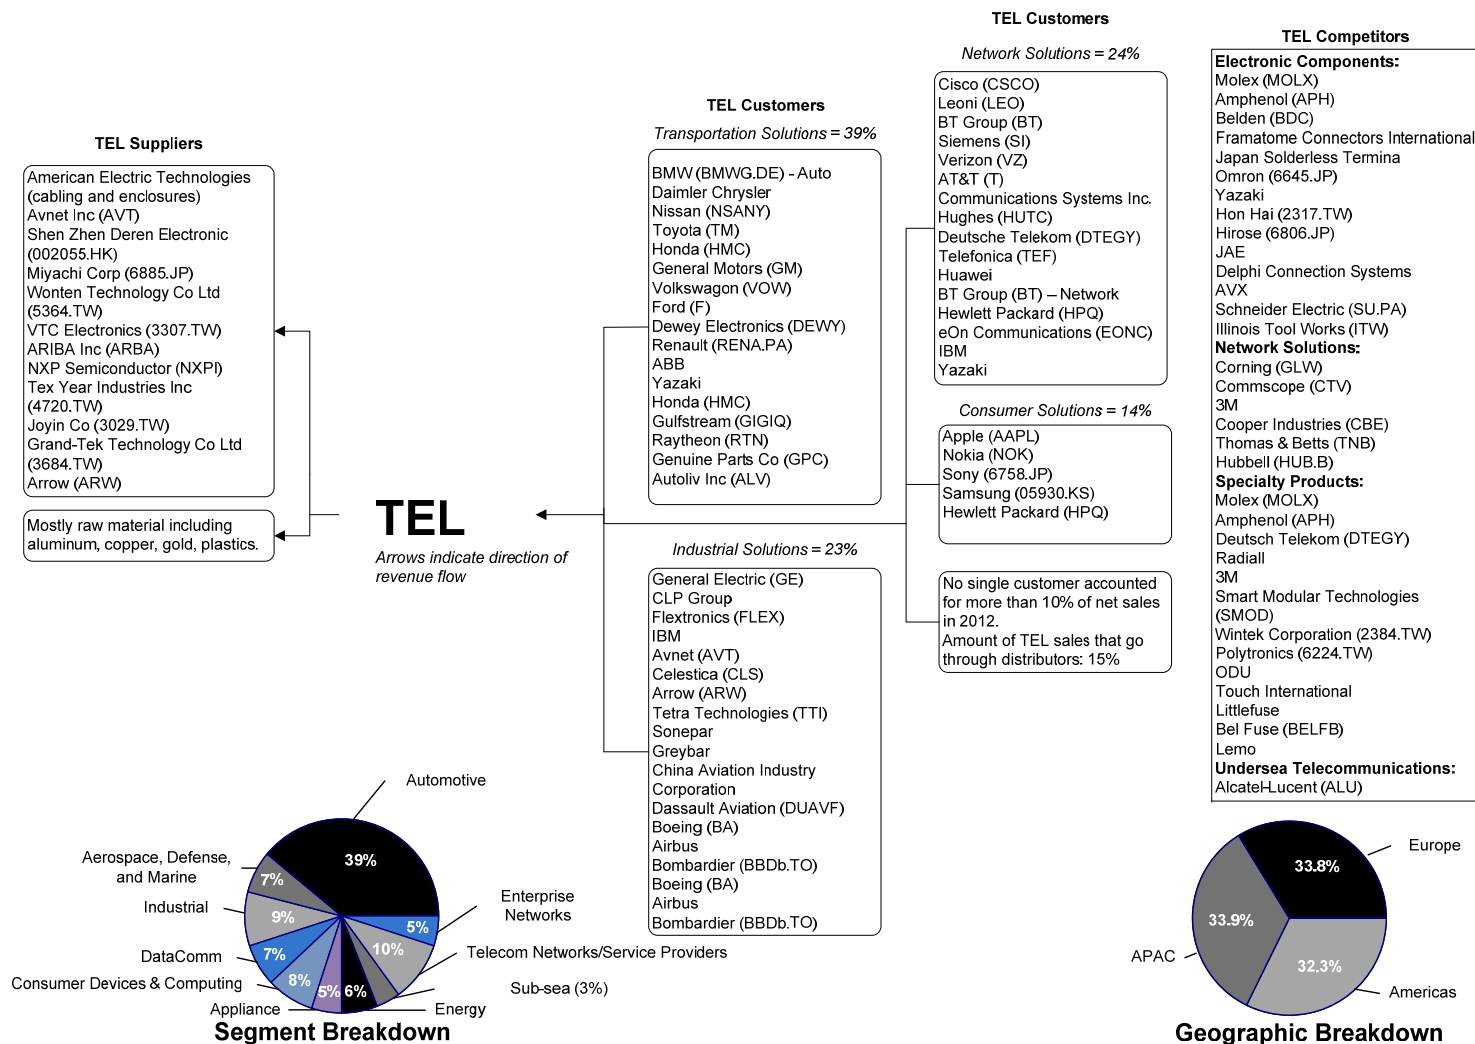 TEL Suppliers
American Electric Technologies
(cabling and enclosures)
Avnet Inc (AVT)
Shen Zhen Deren Electronic
(002055.HK)
Miyachi Corp (6885.JP)
Wonten Technology Co Ltd
(5364.TW)
VTC Electronics (3307.TW)
ARIBA Inc (ARBA)
NXP Semiconductor (NXPI)
Tex Year Industries Inc
(4720.TW)
Joyin Co (3029.TW)
Grand-Tek Technology Co Ltd
(3684.TW)
Arrow (ARW)
Mostly raw material including
aluminum, copper, gold, plastics.
TEL
Arrows indicate direction of
revenue flow
TEL Customers
Transportation Solutions = 39%
BMW (BMWG.DE) - Auto
Daimler Chrysler
Nissan (NSANY)
Toyota (TM)
Honda (HMC)
General Motors (GM)
Volkswagon (VOW)
Ford (F)
Dewey Electronics (DEWY)
Renault (RENA.PA)
ABB
Yazaki
Honda (HMC)
Gulfstream (GIGIQ)
Raytheon (RTN)
Genuine Parts Co (GPC)
Autoliv Inc (ALV)
Industrial Solutions = 23%
General Electric (GE)
CLP Group
Flextronics (FLEX)
IBM
Avnet (AVT)
Celestica (CLS)
Arrow (ARW)
Tetra Technologies (TTI)
Sonepar
Greybar
China Aviation Industry
Corporation
Dassault Aviation (DUAVF)
Boeing (BA)
Airbus
Bombardier (BBDb.TO)
Boeing (BA)
Airbus
Bombardier (BBDb.TO)
TEL Customers
Network Solutions = 24%
Cisco (CSCO)
Leoni (LEO)
BT Group (BT)
Siemens (SI)
Verizon (VZ)
AT&T (T)
Communications Systems Inc.
Hughes (HUTC)
Deutsche Telekom (DTEGY)
Telefonica (TEF)
Huawei
BT Group (BT) – Network
Hewlett Packard (HPQ)
eOn Communications (EONC)
IBM
Yazaki
Consumer Solutions = 14%
Apple (AAPL)
Nokia (NOK)
Sony (6758.JP)
Samsung (05930.KS)
Hewlett Packard (HPQ)
No single customer accounted
for more than 10% of net sales
in 2012.
Amount of TEL sales that go
through distributors: 15%
TEL Competitors
Electronic Components:
Molex (MOLX)
Amphenol (APH)
Belden (BDC)
Framatome Connectors International
Japan Solderless Termina
Omron (6645.JP)
Yazaki
Hon Hai (2317.TW)
Hirose (6806.JP)
JAE
Delphi Connection Systems
AVX
Schneider Electric (SU.PA)
Illinois Tool Works (ITW)
Network Solutions:
Corning (GLW)
Commscope (CTV)
3M
Cooper Industries (CBE)
Thomas & Betts (TNB)
Hubbell (HUB.B)
Specialty Products:
Molex (MOLX)
Amphenol (APH)
Deutsch Telekom (DTEGY)
Radiall
3M
Smart Modular Technologies
(SMOD)
Wintek Corporation (2384.TW)
Polytronics (6224.TW)
ODU
Touch International
Littlefuse
Bel Fuse (BELFB)
Lemo
Undersea Telecommunications:
Alcatel-Lucent (ALU)
Automotive
39%
Aerospace, Defense,
and Marine
7%
Industrial
9%
DataComm
7%
Consumer Devices & Computing
8%
Appliance
5%
6%
Energy
Sub-sea (3%)
10%
Telecom Networks/Service Providers
5%
Enterprise
Networks
Segment Breakdown
Europe
33.8%
33.9%
APAC
32.3%
Americas
Geographic Breakdown